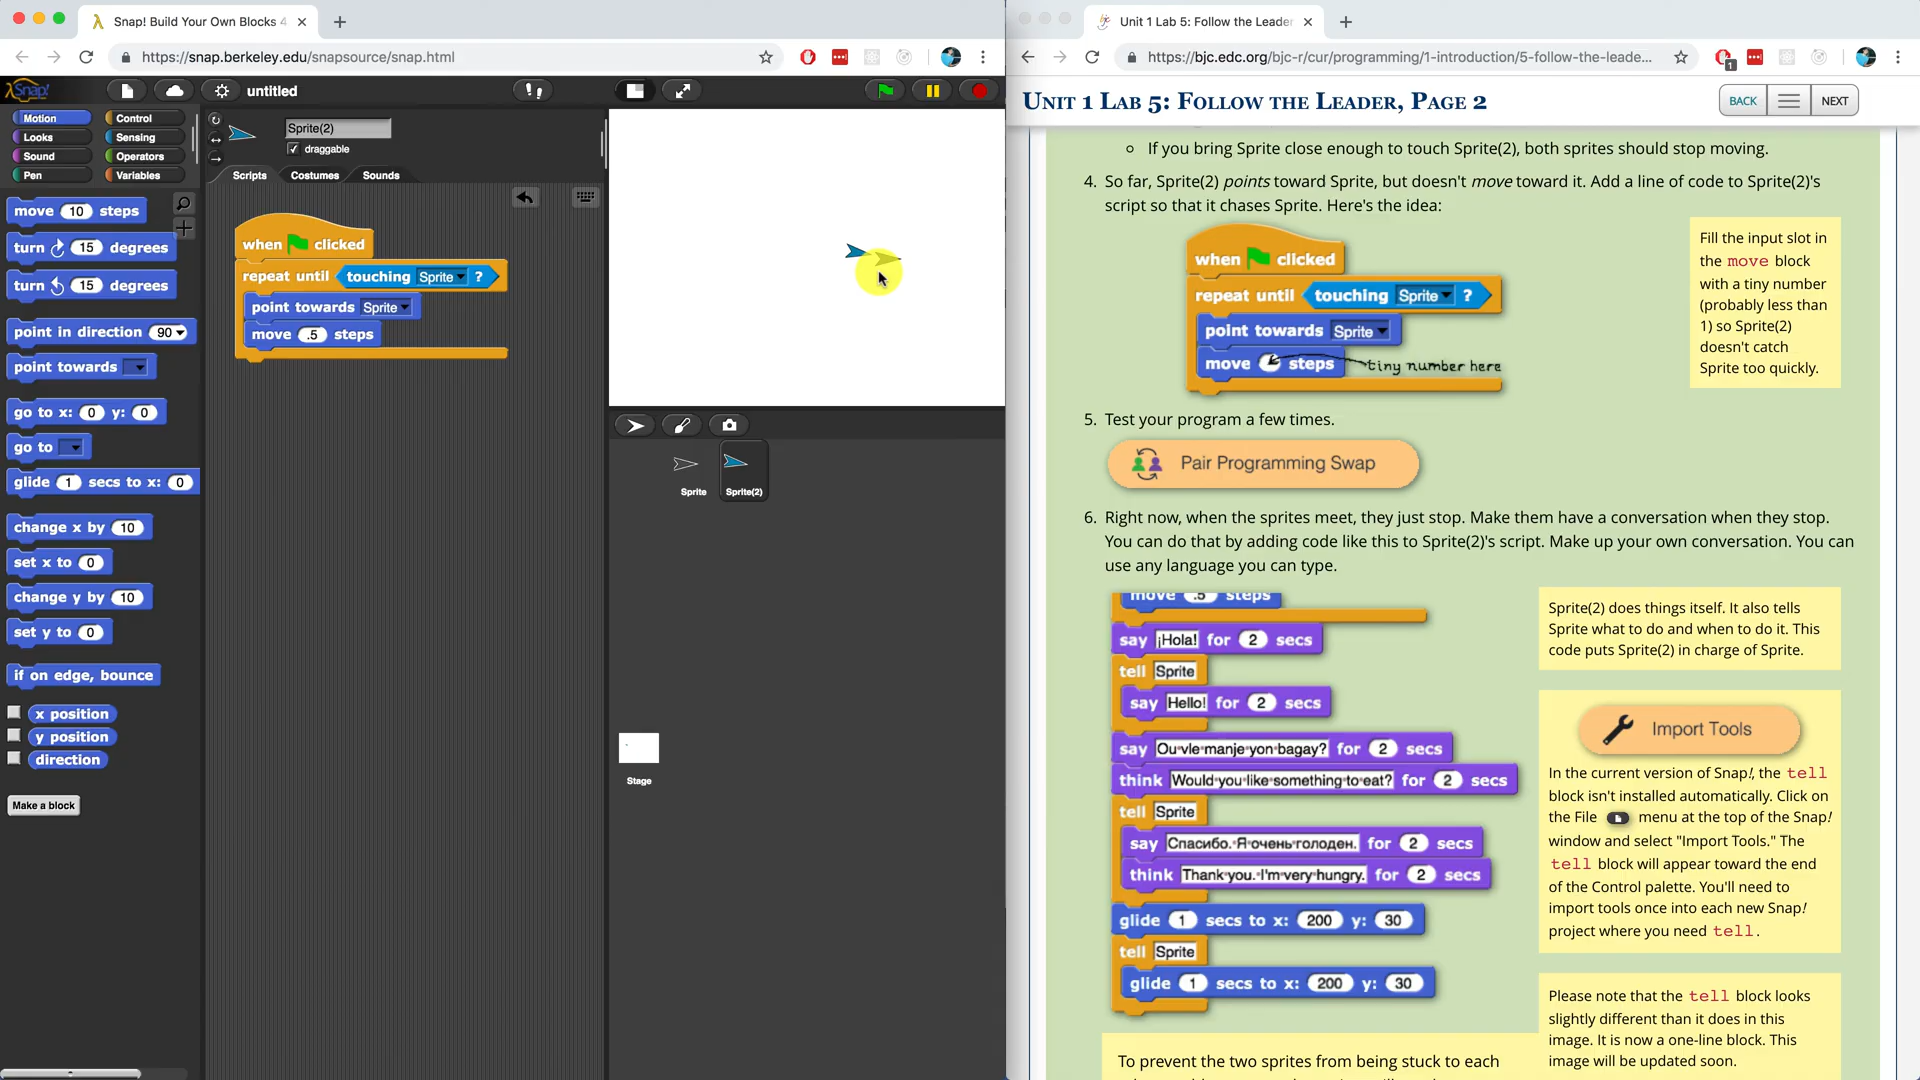 Snap! Build Your Own Blocks 4
https://snap.berkeley.edu/snapsource/snap.html
Snap!
untitled
Motion
Control
Looks
Sensing
Sound
Operators
Pen
Variables
move 10 steps
turn 15 degrees
turn 15 degrees
point in direction 90
point towards
go to x: 0 y: 0
go to
glide 1 secs to x: 0
change x by 10
set x to 0
change y by 10
set y to 0
if on edge, bounce
x position
y position
direction
Make a block
Sprite(2)
draggable
Scripts
Costumes
Sounds
when clicked
repeat until touching Sprite ?
point towards Sprite
move .5 steps
Sprite
Sprite(2)
Stage
Unit 1 Lab 5: Follow the Leader
https://bjc.edc.org/bjc-r/cur/programming/1-introduction/5-follow-the-leade...
1
Unit 1 Lab 5: Follow the Leader, Page 2
BACK
NEXT
If you bring Sprite close enough to touch Sprite(2), both sprites should stop moving.
4. So far, Sprite(2) points toward Sprite, but doesn't move toward it. Add a line of code to Sprite(2)'s
script so that it chases Sprite. Here's the idea:
when clicked
repeat until touching Sprite ?
point towards Sprite
move steps
tiny number here
Fill the input slot in
the move block
with a tiny number
(probably less than
1) so Sprite(2)
doesn't catch
Sprite too quickly.
5. Test your program a few times.
Pair Programming Swap
6. Right now, when the sprites meet, they just stop. Make them have a conversation when they stop.
You can do that by adding code like this to Sprite(2)'s script. Make up your own conversation. You can
use any language you can type.
move .5 steps
say ¡Hola! for 2 secs
tell Sprite
say Hello! for 2 secs
say Ou vle manje yon bagay? for 2 secs
think Would you like something to eat? for 2 secs
tell Sprite
say Спасибо. Я очень голоден. for 2 secs
think Thank you. I'm very hungry. for 2 secs
glide 1 secs to x: 200 y: 30
tell Sprite
glide 1 secs to x: 200 y: 30
Sprite(2) does things itself. It also tells
Sprite what to do and when to do it. This
code puts Sprite(2) in charge of Sprite.
Import Tools
In the current version of Snap!, the tell
block isn't installed automatically. Click on
the File menu at the top of the Snap!
window and select "Import Tools." The
tell block will appear toward the end
of the Control palette. You'll need to
import tools once into each new Snap!
project where you need tell.
Please note that the tell block looks
slightly different than it does in this
image. It is now a one-line block. This
image will be updated soon.
To prevent the two sprites from being stuck to each